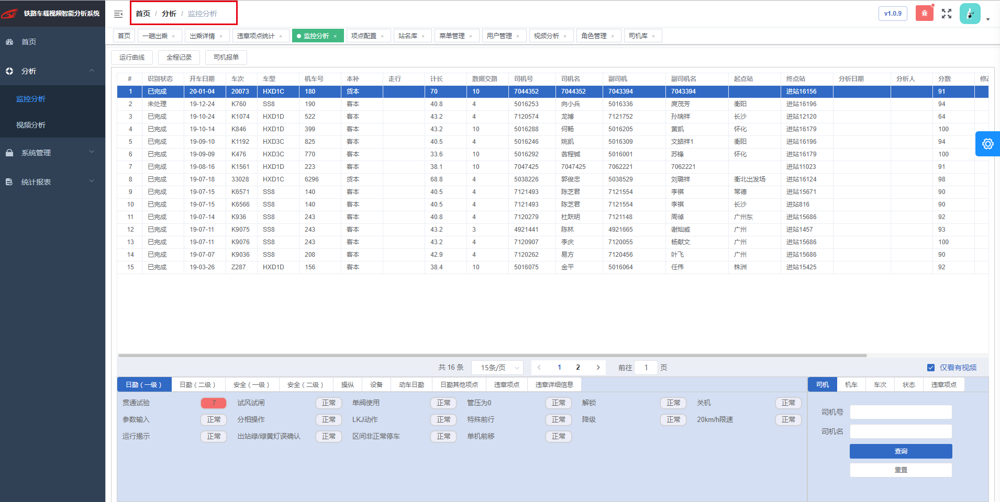 铁路车载视频智能分析系统
首页 / 分析 / 监控分析
v1.0.9
首页
分析
监控分析
视频分析
系统管理
统计报表
首页 一趟出乘 × 出乘详情 × 违章项点统计 × 监控分析 × 项点配置 × 站名库 × 菜单管理 × 用户管理 × 视频分析 × 角色管理 × 司机库 ×
运行曲线 全程记录 司机报单
# 识别状态 开车日期 车次 车型 机车号 本补 走行 计长 数据交路 司机号 司机名 副司机 副司机名 起点站 终点站 分析日期 分析人 分数
1 已完成 20-01-04 20073 HXD1C 180 货本 70 10 7044352 7044352 7043394 7043394 进站16156 91
2 未处理 19-12-24 K760 SS8 190 客本 40.8 4 5016253 向小兵 5016336 庹茂芳 衡阳 进站16196 94
3 已完成 19-10-24 K1074 HXD1D 522 客本 43.2 4 7120574 龙博 7121752 孙瑞祥 长沙 进站12120 64
4 已完成 19-10-14 K846 HXD1D 399 客本 43.2 10 5016288 何畅 5016205 黄凯 怀化 进站16179 100
5 已完成 19-09-10 K1192 HXD3C 825 客本 40.5 4 5016246 姚凯 5016309 文皓祥1 衡阳 进站16196 94
6 已完成 19-09-09 K476 HXD3C 770 客本 33.6 10 5016292 翁程铖 5016001 苏锋 怀化 进站16179 100
7 已完成 19-08-16 K1561 HXD1D 223 客本 38.1 10 7047425 7047425 7062221 7062221 进站11023 91
8 已完成 19-07-18 33028 HXD1C 6296 货本 68.8 4 5038226 郭俊忠 5038529 刘璐祥 衡北出发场 进站16124 98
9 已完成 19-07-15 K6571 SS8 140 客本 40.5 4 7121493 陈芝君 7121554 李祺 常德 进站15671 90
10 已完成 19-07-15 K6566 SS8 140 客本 40.5 4 7121493 陈芝君 7121554 李祺 长沙 进站816 90
11 已完成 19-07-14 K936 SS8 243 客本 40.8 4 7120279 杜跃明 7121148 周倬 广州东 进站15686 92
12 已完成 19-07-11 K9075 SS8 243 客本 43.2 3 4921441 陈林 4921665 谢灿威 广州 进站1457 93
13 已完成 19-07-11 K9076 SS8 243 客本 43.2 4 7120907 李庆 7120055 杨献文 广州 进站15686 100
14 已完成 19-07-07 K9036 SS8 208 客本 42.9 4 7120262 易方 7120456 叶飞 广州 进站15686 90
15 已完成 19-03-26 Z287 HXD1D 156 客本 38.4 10 5016075 金平 5016064 任伟 株洲 进站15425 92
共 16 条 15条/页 1 2 前往 1 页 仅看有视频
日勤（一级） 日勤（二级） 安全（一级） 安全（二级） 操纵 设备 动车日勤 日勤其他项点 违章项点 违章详细信息
贯通试验 7 试风试闸 正常 单阀使用 正常 管压为0 正常 解锁 正常 关机 正常
参数输入 正常 分相操作 正常 LKJ动作 正常 特殊前行 正常 降级 正常 20km/h限速 正常
运行揭示 正常 出站绿/绿黄灯误确认 正常 区间非正常停车 正常 单机前移 正常
司机 机车 车次 状态 违章项点
司机号
司机名
查询
重置